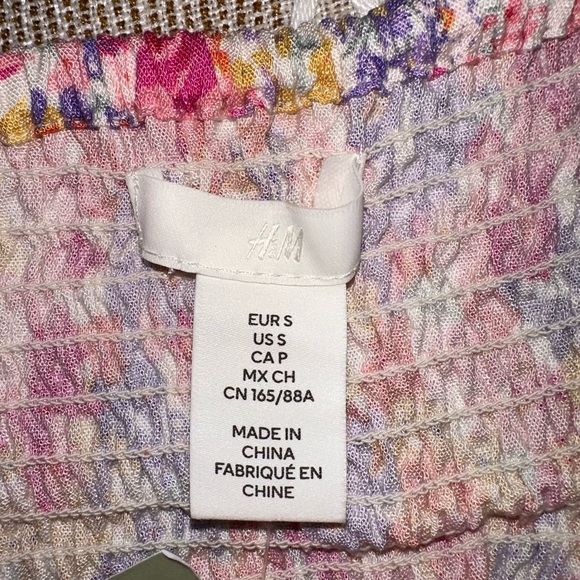 H&M
EUR S
US S
CA P
MX CH
CN 165/88A
MADE IN
CHINA
FABRIQUÉ EN
CHINE